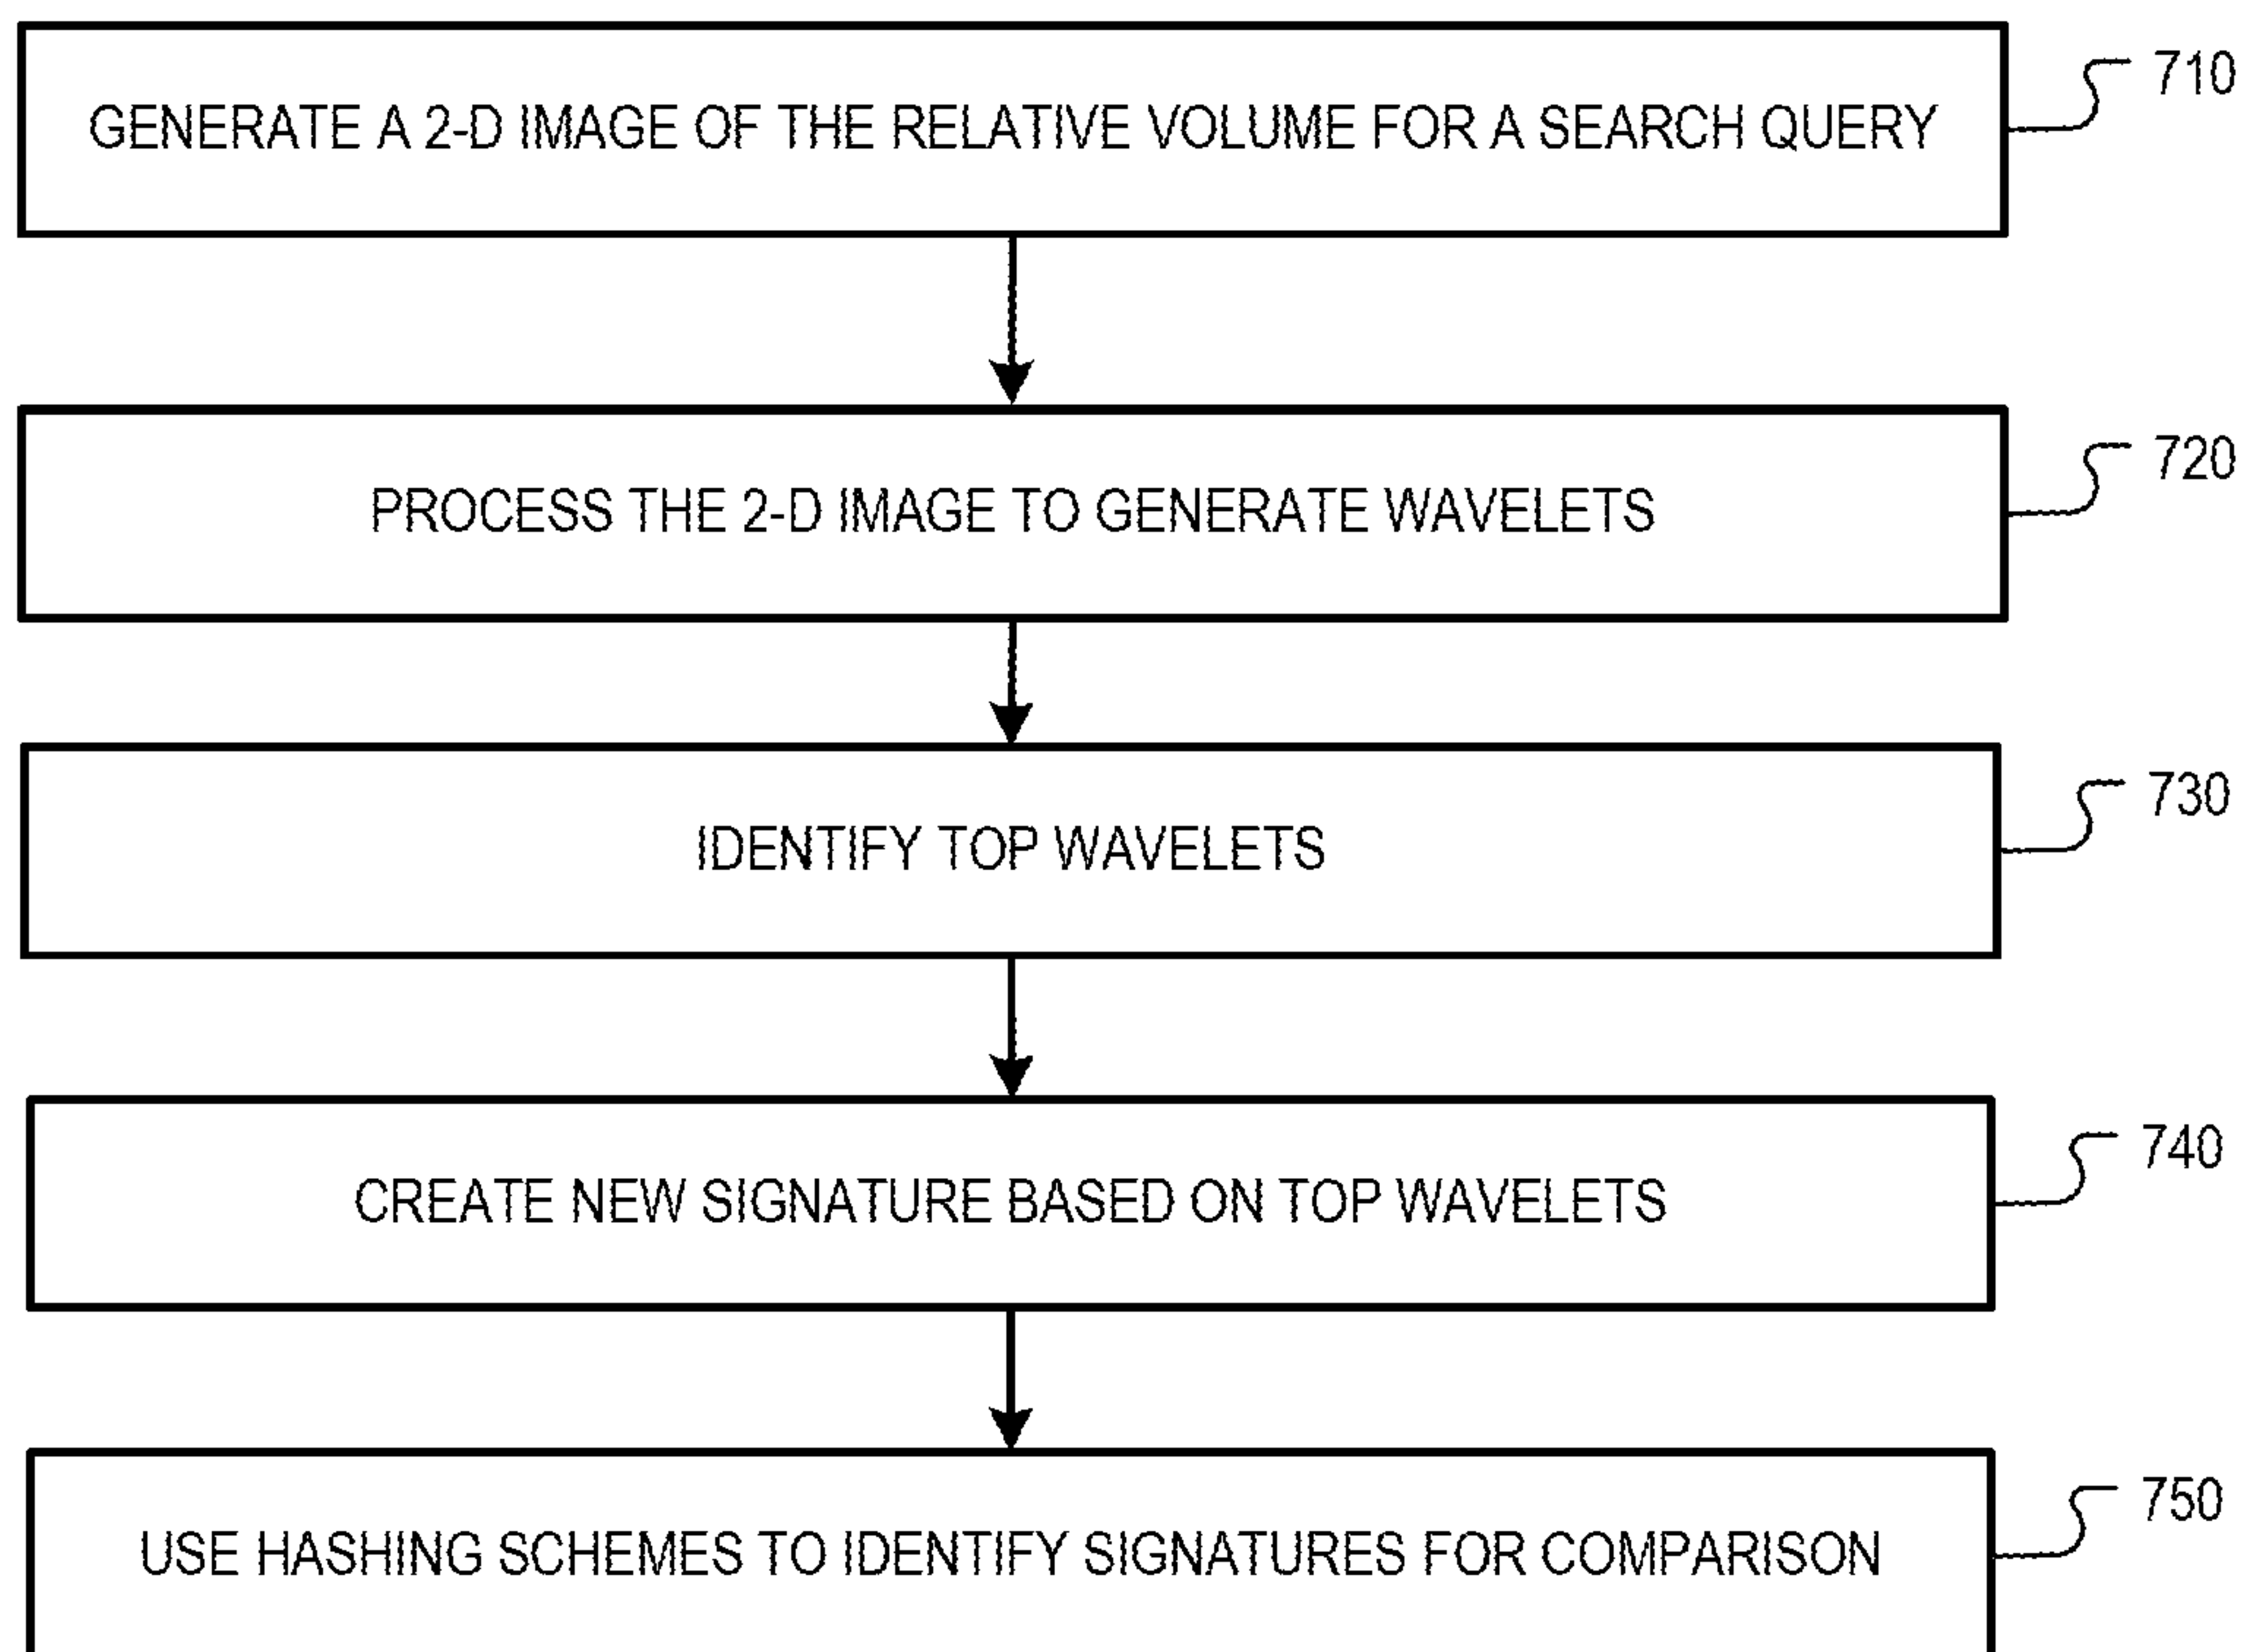 GENERATE A 2-D IMAGE OF THE RELATIVE VOLUME FOR A SEARCH QUERY
710
PROCESS THE 2-D IMAGE TO GENERATE WAVELETS
720
IDENTIFY TOP WAVELETS
730
CREATE NEW SIGNATURE BASED ON TOP WAVELETS
740
USE HASHING SCHEMES TO IDENTIFY SIGNATURES FOR COMPARISON
750